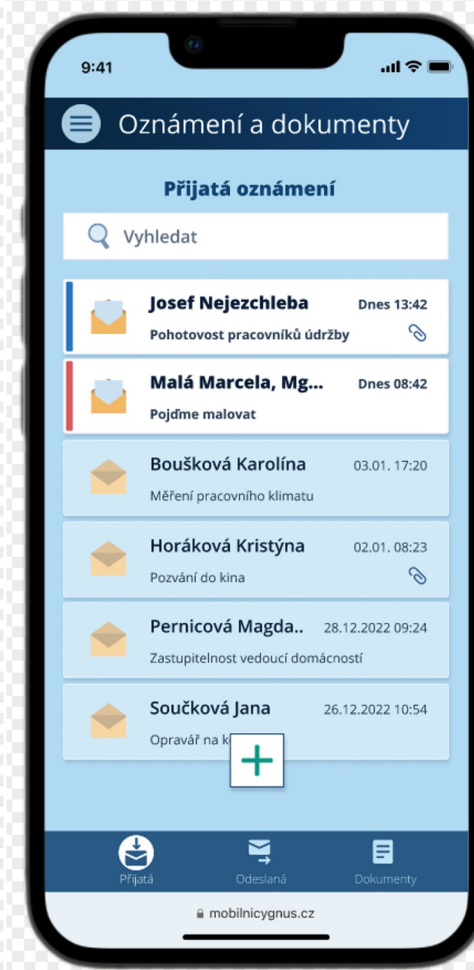 9:41
Oznámení a dokumenty
Přijatá oznámení
Vyhledat
Josef Nejezchleba Dnes 13:42
Pohotovost pracovníků údržby
Malá Marcela, Mg... Dnes 08:42
Pojďme malovat
Boušková Karolína 03.01. 17:20
Měření pracovního klimatu
Horáková Kristýna 02.01. 08:23
Pozvání do kina
Pernicová Magda.. 28.12.2022 09:24
Zastupitelnost vedoucí domácností
Součková Jana 26.12.2022 10:54
Opravář na
Přijatá Odeslaná Dokumenty
mobilnicygnus.cz